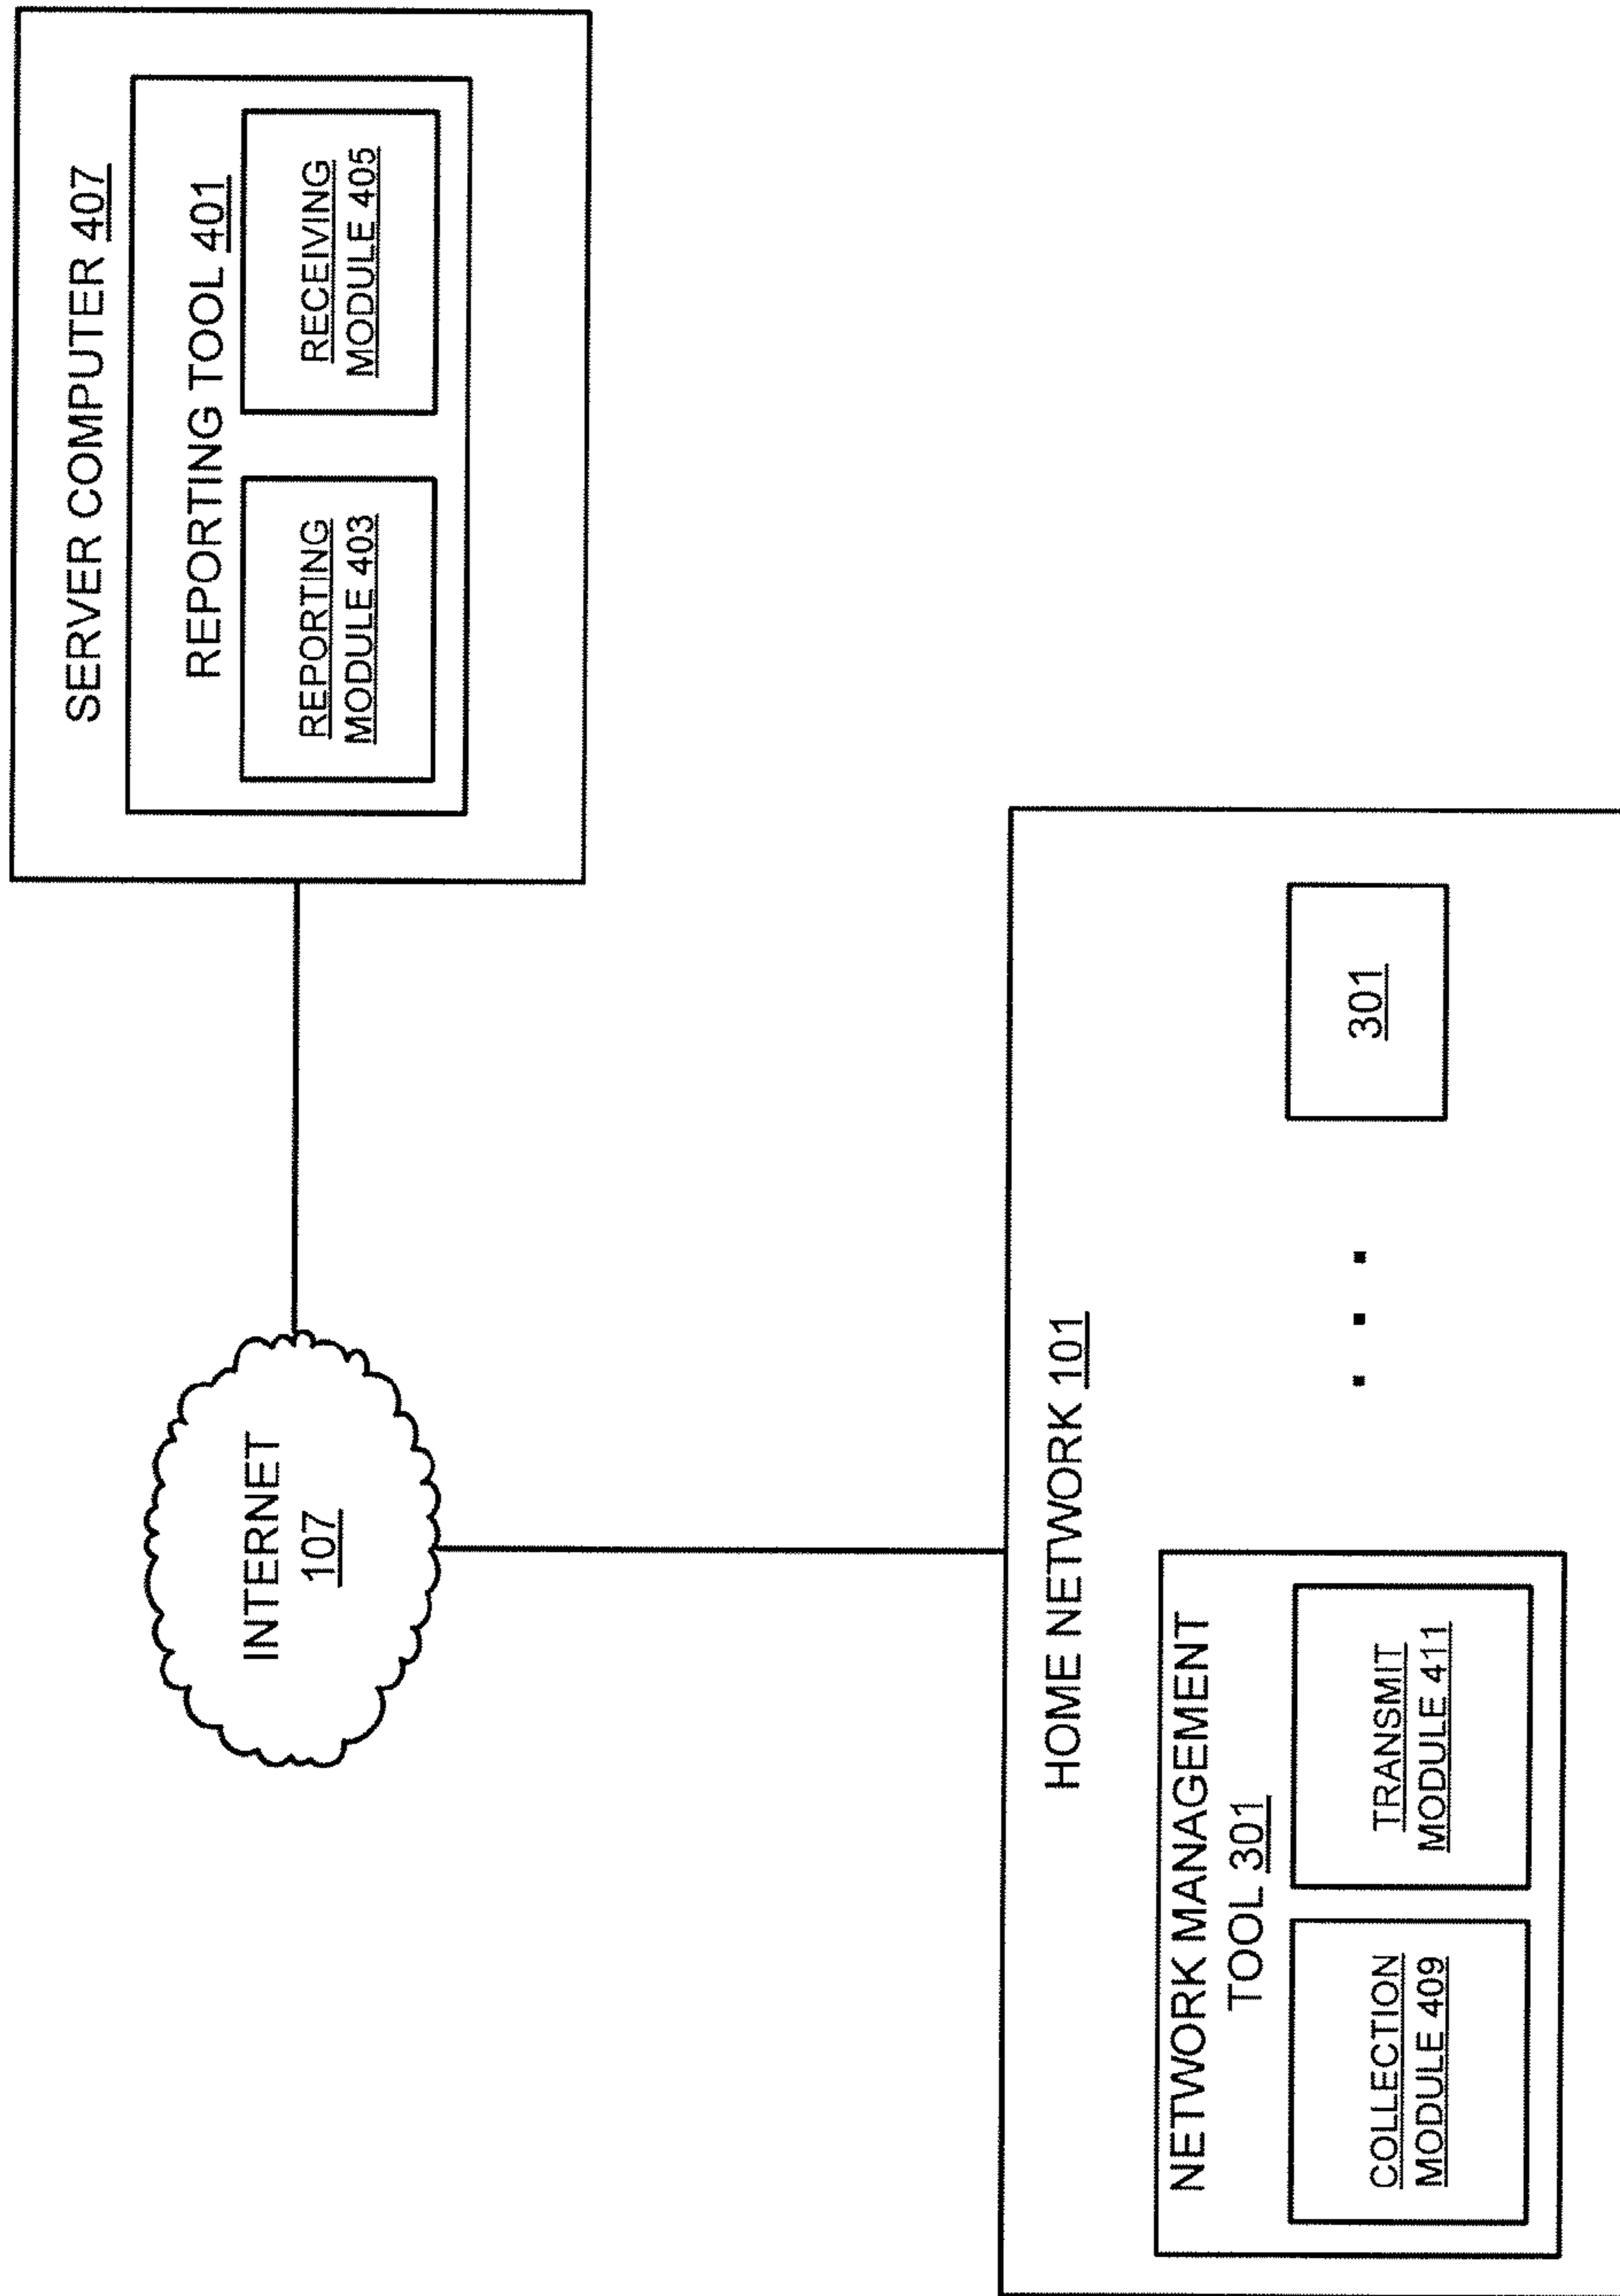 SERVER COMPUTER 407
REPORTING TOOL 401
REPORTING
MODULE 403
RECEIVING
MODULE 405
INTERNET
107
HOME NETWORK 101
NETWORK MANAGEMENT
TOOL 301
COLLECTION
MODULE 409
TRANSMIT
MODULE 411
301